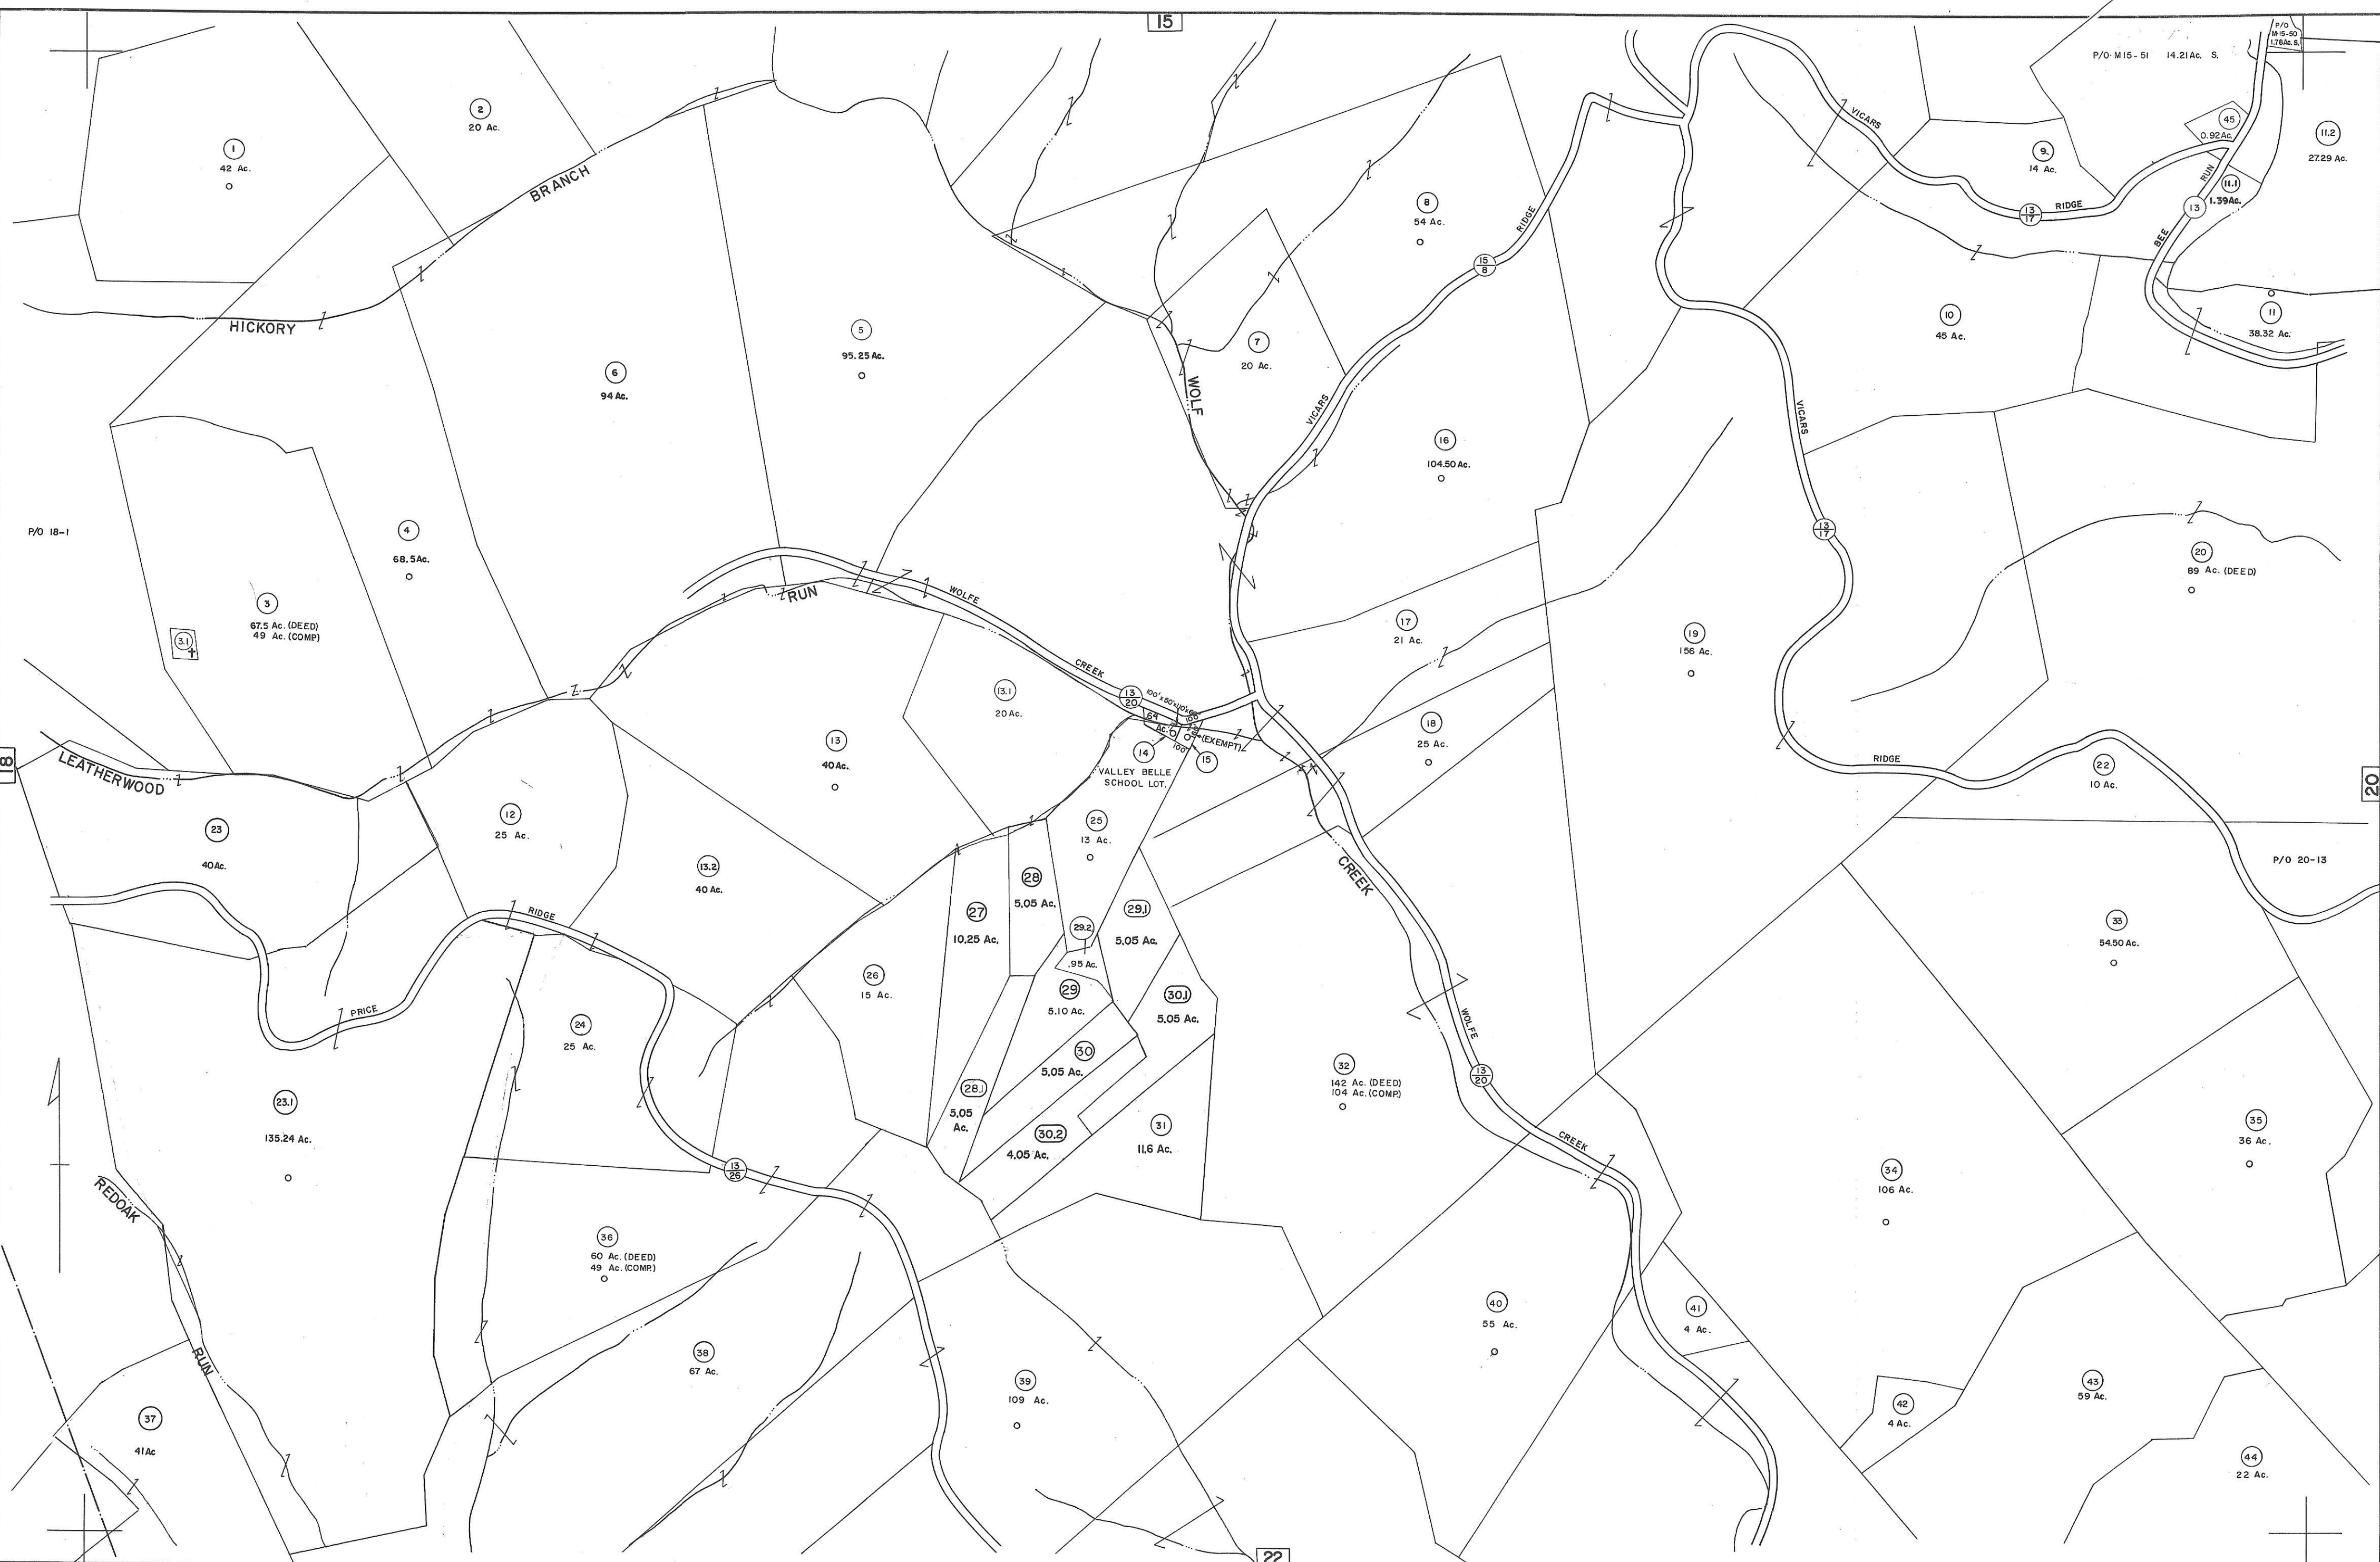 15
P/O
M-15-50
1.78Ac. S.
P/O· M15-51 14.21Ac. S.
1
42 Ac.
2
20 Ac.
BRANCH
HICKORY
5
95.25 Ac.
6
94 Ac.
8
54 Ac.
7
20 Ac.
WOLF
15
8
RIDGE
VICARS
VICARS
9
14 Ac.
13
17
RIDGE
45
0.92Ac.
11.2
27.29 Ac.
RUN
11.1
1.39Ac.
13
BEE
10
45 Ac.
11
38.32 Ac.
16
104.50 Ac.
VICARS
13
17
P/O 18-1
4
68.5Ac.
3
67.5 Ac. (DEED)
49 Ac. (COMP)
3.1
RUN
WOLFE
CREEK
13
20
17
21 Ac.
19
156 Ac.
20
89 Ac. (DEED)
13.1
20 Ac.
13
40Ac.
.64
Ac.
100'
100'
14
(EXEMPT)
15
VALLEY BELLE
SCHOOL LOT.
18
25 Ac.
RIDGE
22
10 Ac.
18
20
LEATHERWOOD
23
40Ac.
12
25 Ac.
13.2
40 Ac.
25
13 Ac.
CREEK
P/O 20-13
28
5.05 Ac.
27
10.25 Ac.
29.2
.95 Ac.
29.1
5.05 Ac.
33
54.50 Ac.
RIDGE
PRICE
26
15 Ac.
29
5.10 Ac.
30.1
5.05 Ac.
24
25 Ac.
30
5.05 Ac.
WOLFE
13
20
32
142 Ac. (DEED)
104 Ac. (COMP.)
23.1
135.24 Ac.
28.1
5.05
Ac.
30.2
4.05 Ac.
31
11.6 Ac.
CREEK
35
36 Ac.
34
106 Ac.
13
26
REDOAK
RUN
36
60 Ac. (DEED)
49 Ac. (COMP.)
40
55 Ac.
41
4 Ac.
38
67 Ac.
39
109 Ac.
42
4 Ac.
43
59 Ac.
37
41Ac
44
22 Ac.
22